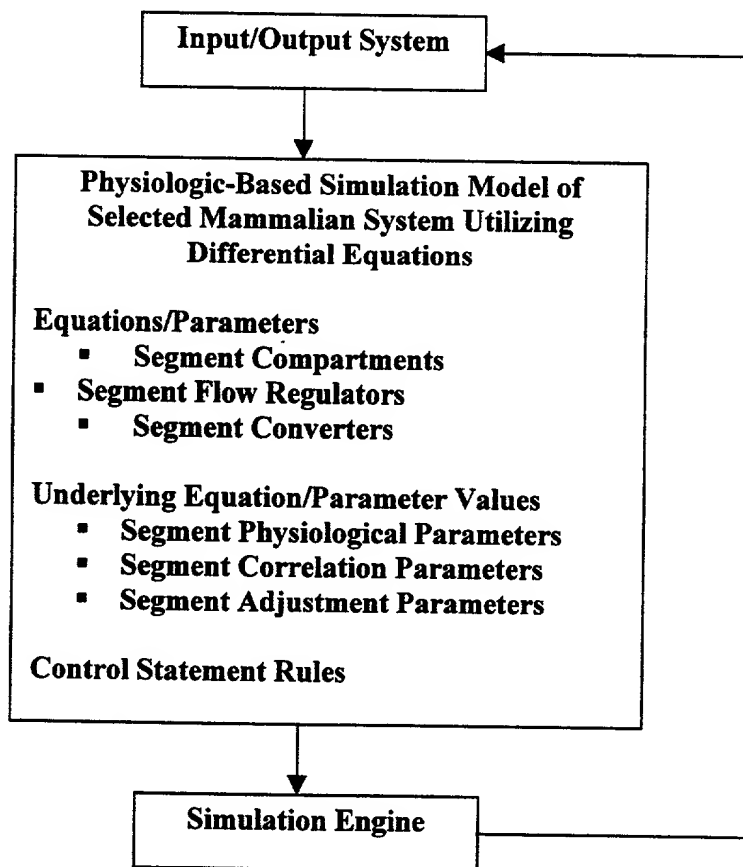 Input/Output System
Physiologic-Based Simulation Model of
Selected Mammalian System Utilizing
Differential Equations
Equations/Parameters
▪ Segment Compartments
▪ Segment Flow Regulators
▪ Segment Converters
Underlying Equation/Parameter Values
▪ Segment Physiological Parameters
▪ Segment Correlation Parameters
▪ Segment Adjustment Parameters
Control Statement Rules
Simulation Engine